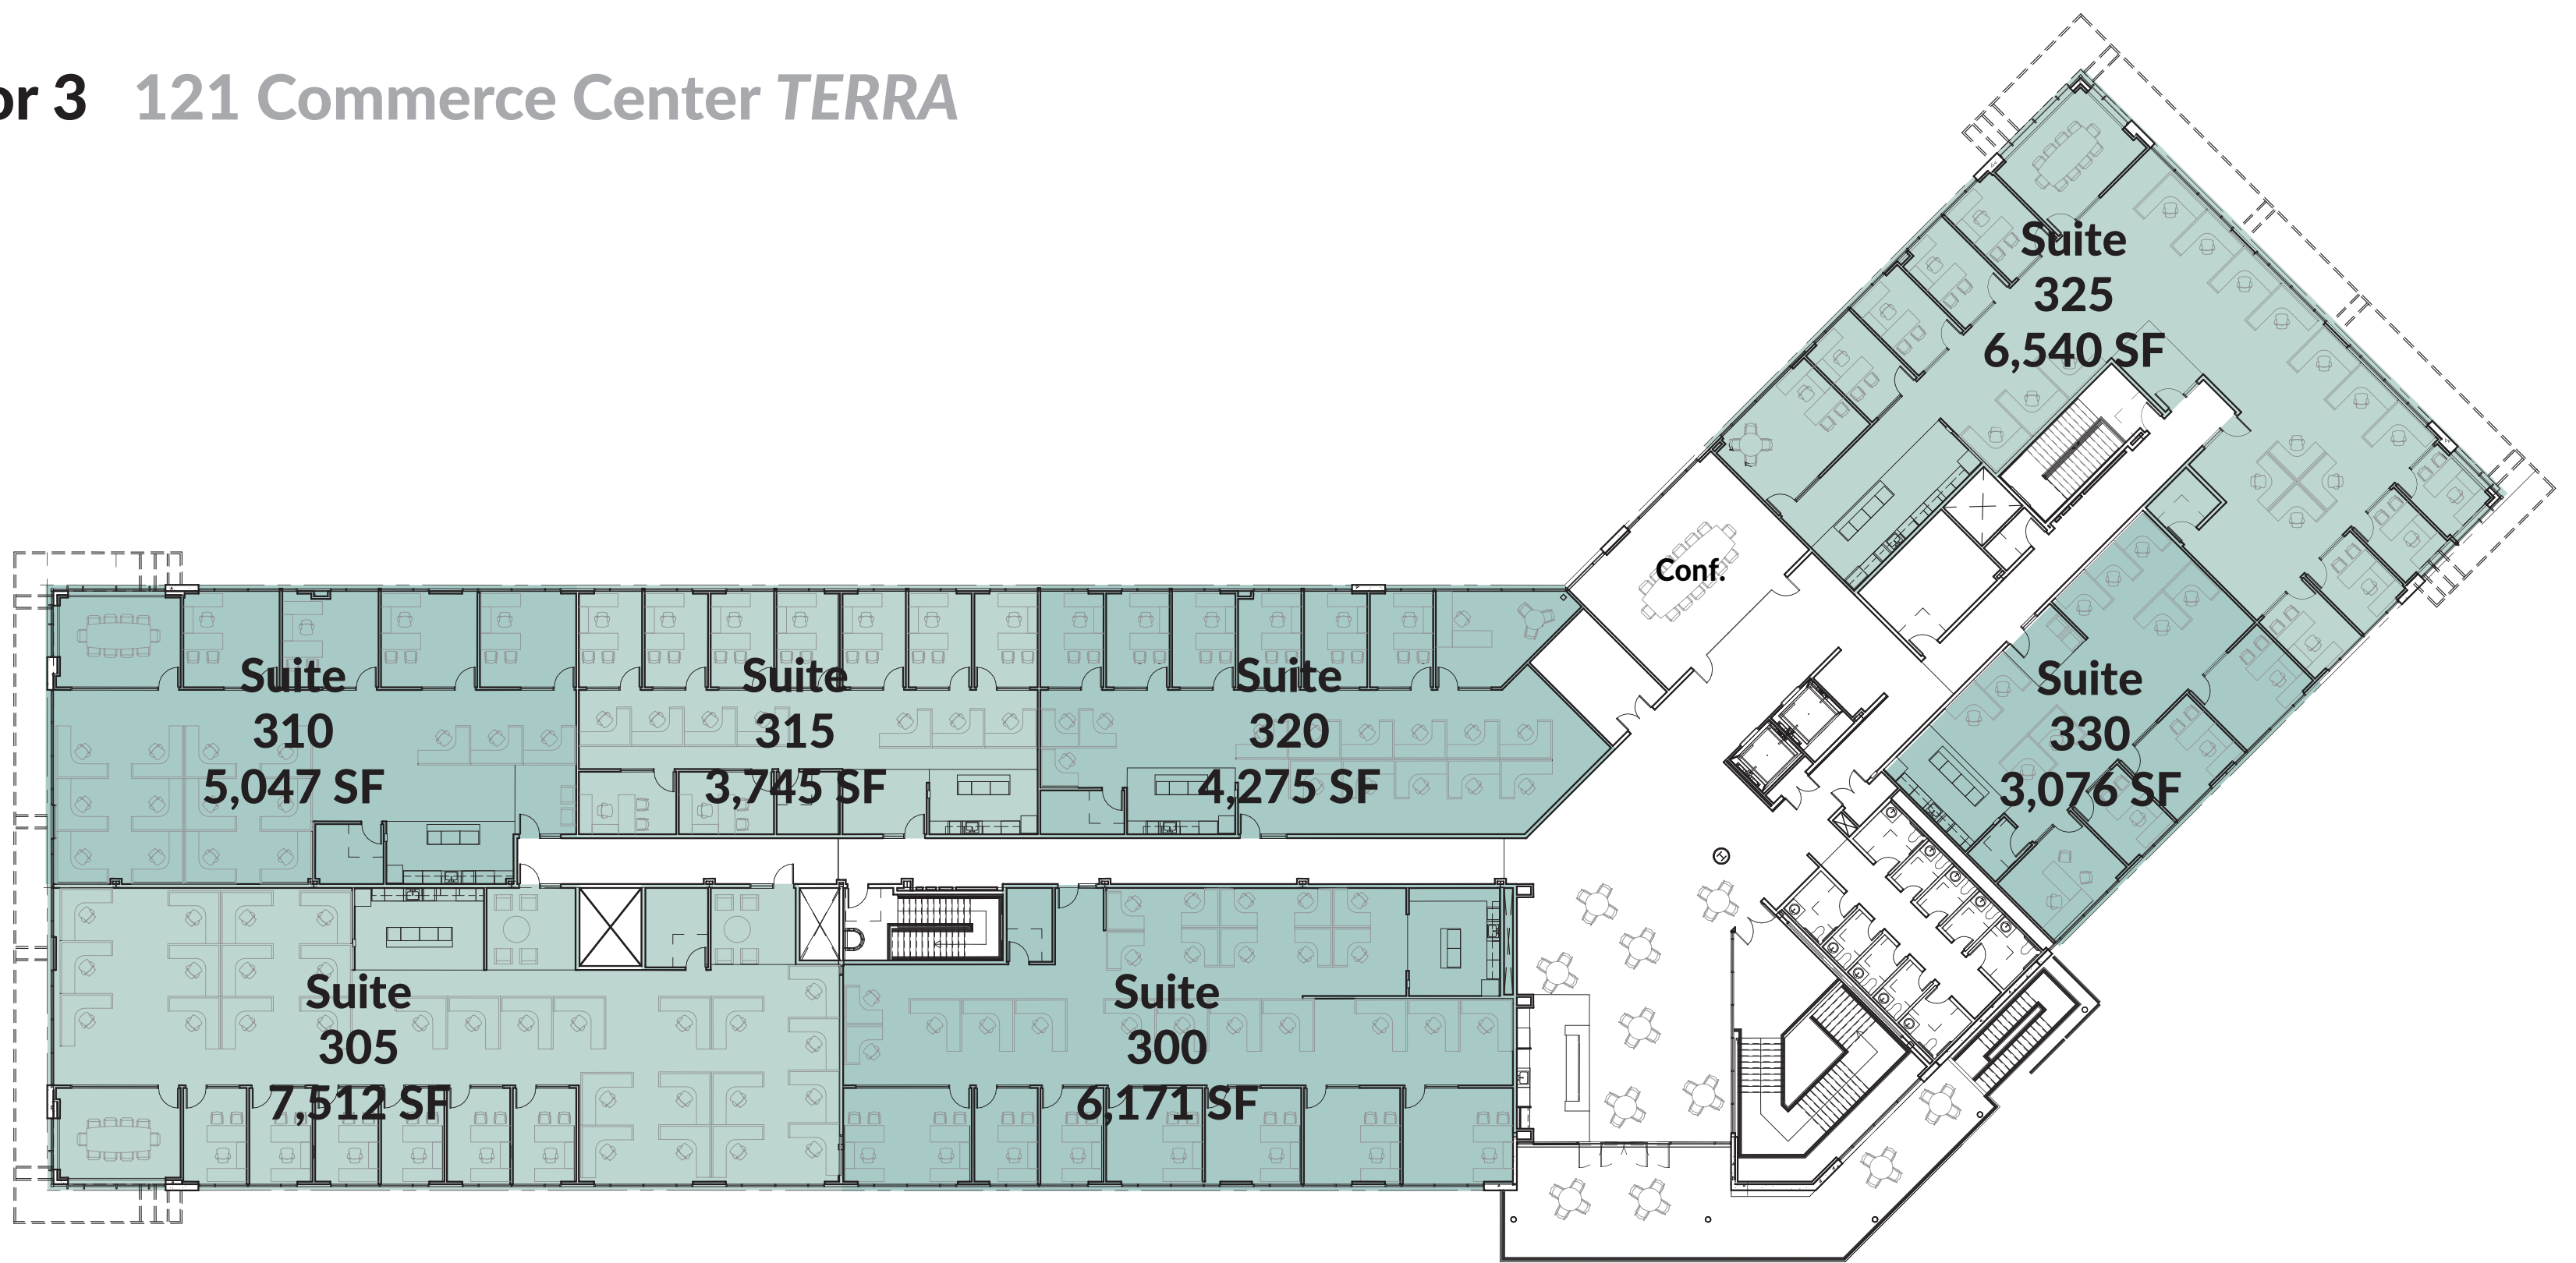 or 3 121 Commerce Center TERRA
Suite
325
6,540 SF
Conf.
Suite
310
5,047 SF
Suite
315
3,745 SF
Suite
320
4,275 SF
Suite
330
3,076 SF
Suite
305
7,512 SF
Suite
300
6,171 SF